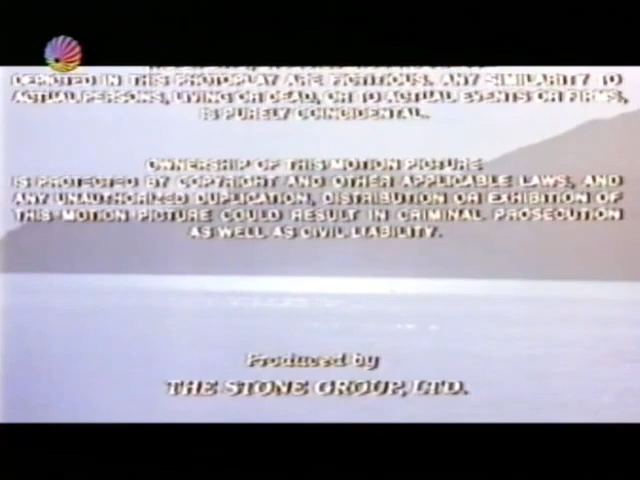 DEPICTED IN THIS PHOTOPLAY ARE FICTITIOUS. ANY SIMILARITY TO
ACTUAL PERSONS, LIVING OR DEAD, OR TO ACTUAL EVENTS OR FIRMS,
IS PURELY COINCIDENTAL.
OWNERSHIP OF THIS MOTION PICTURE
IS PROTECTED BY COPYRIGHT AND OTHER APPLICABLE LAWS, AND
ANY UNAUTHORIZED DUPLICATION, DISTRIBUTION OR EXHIBITION OF
THIS MOTION PICTURE COULD RESULT IN CRIMINAL PROSECUTION
AS WELL AS CIVIL LIABILITY.
Produced by
THE STONE GROUP, LTD.